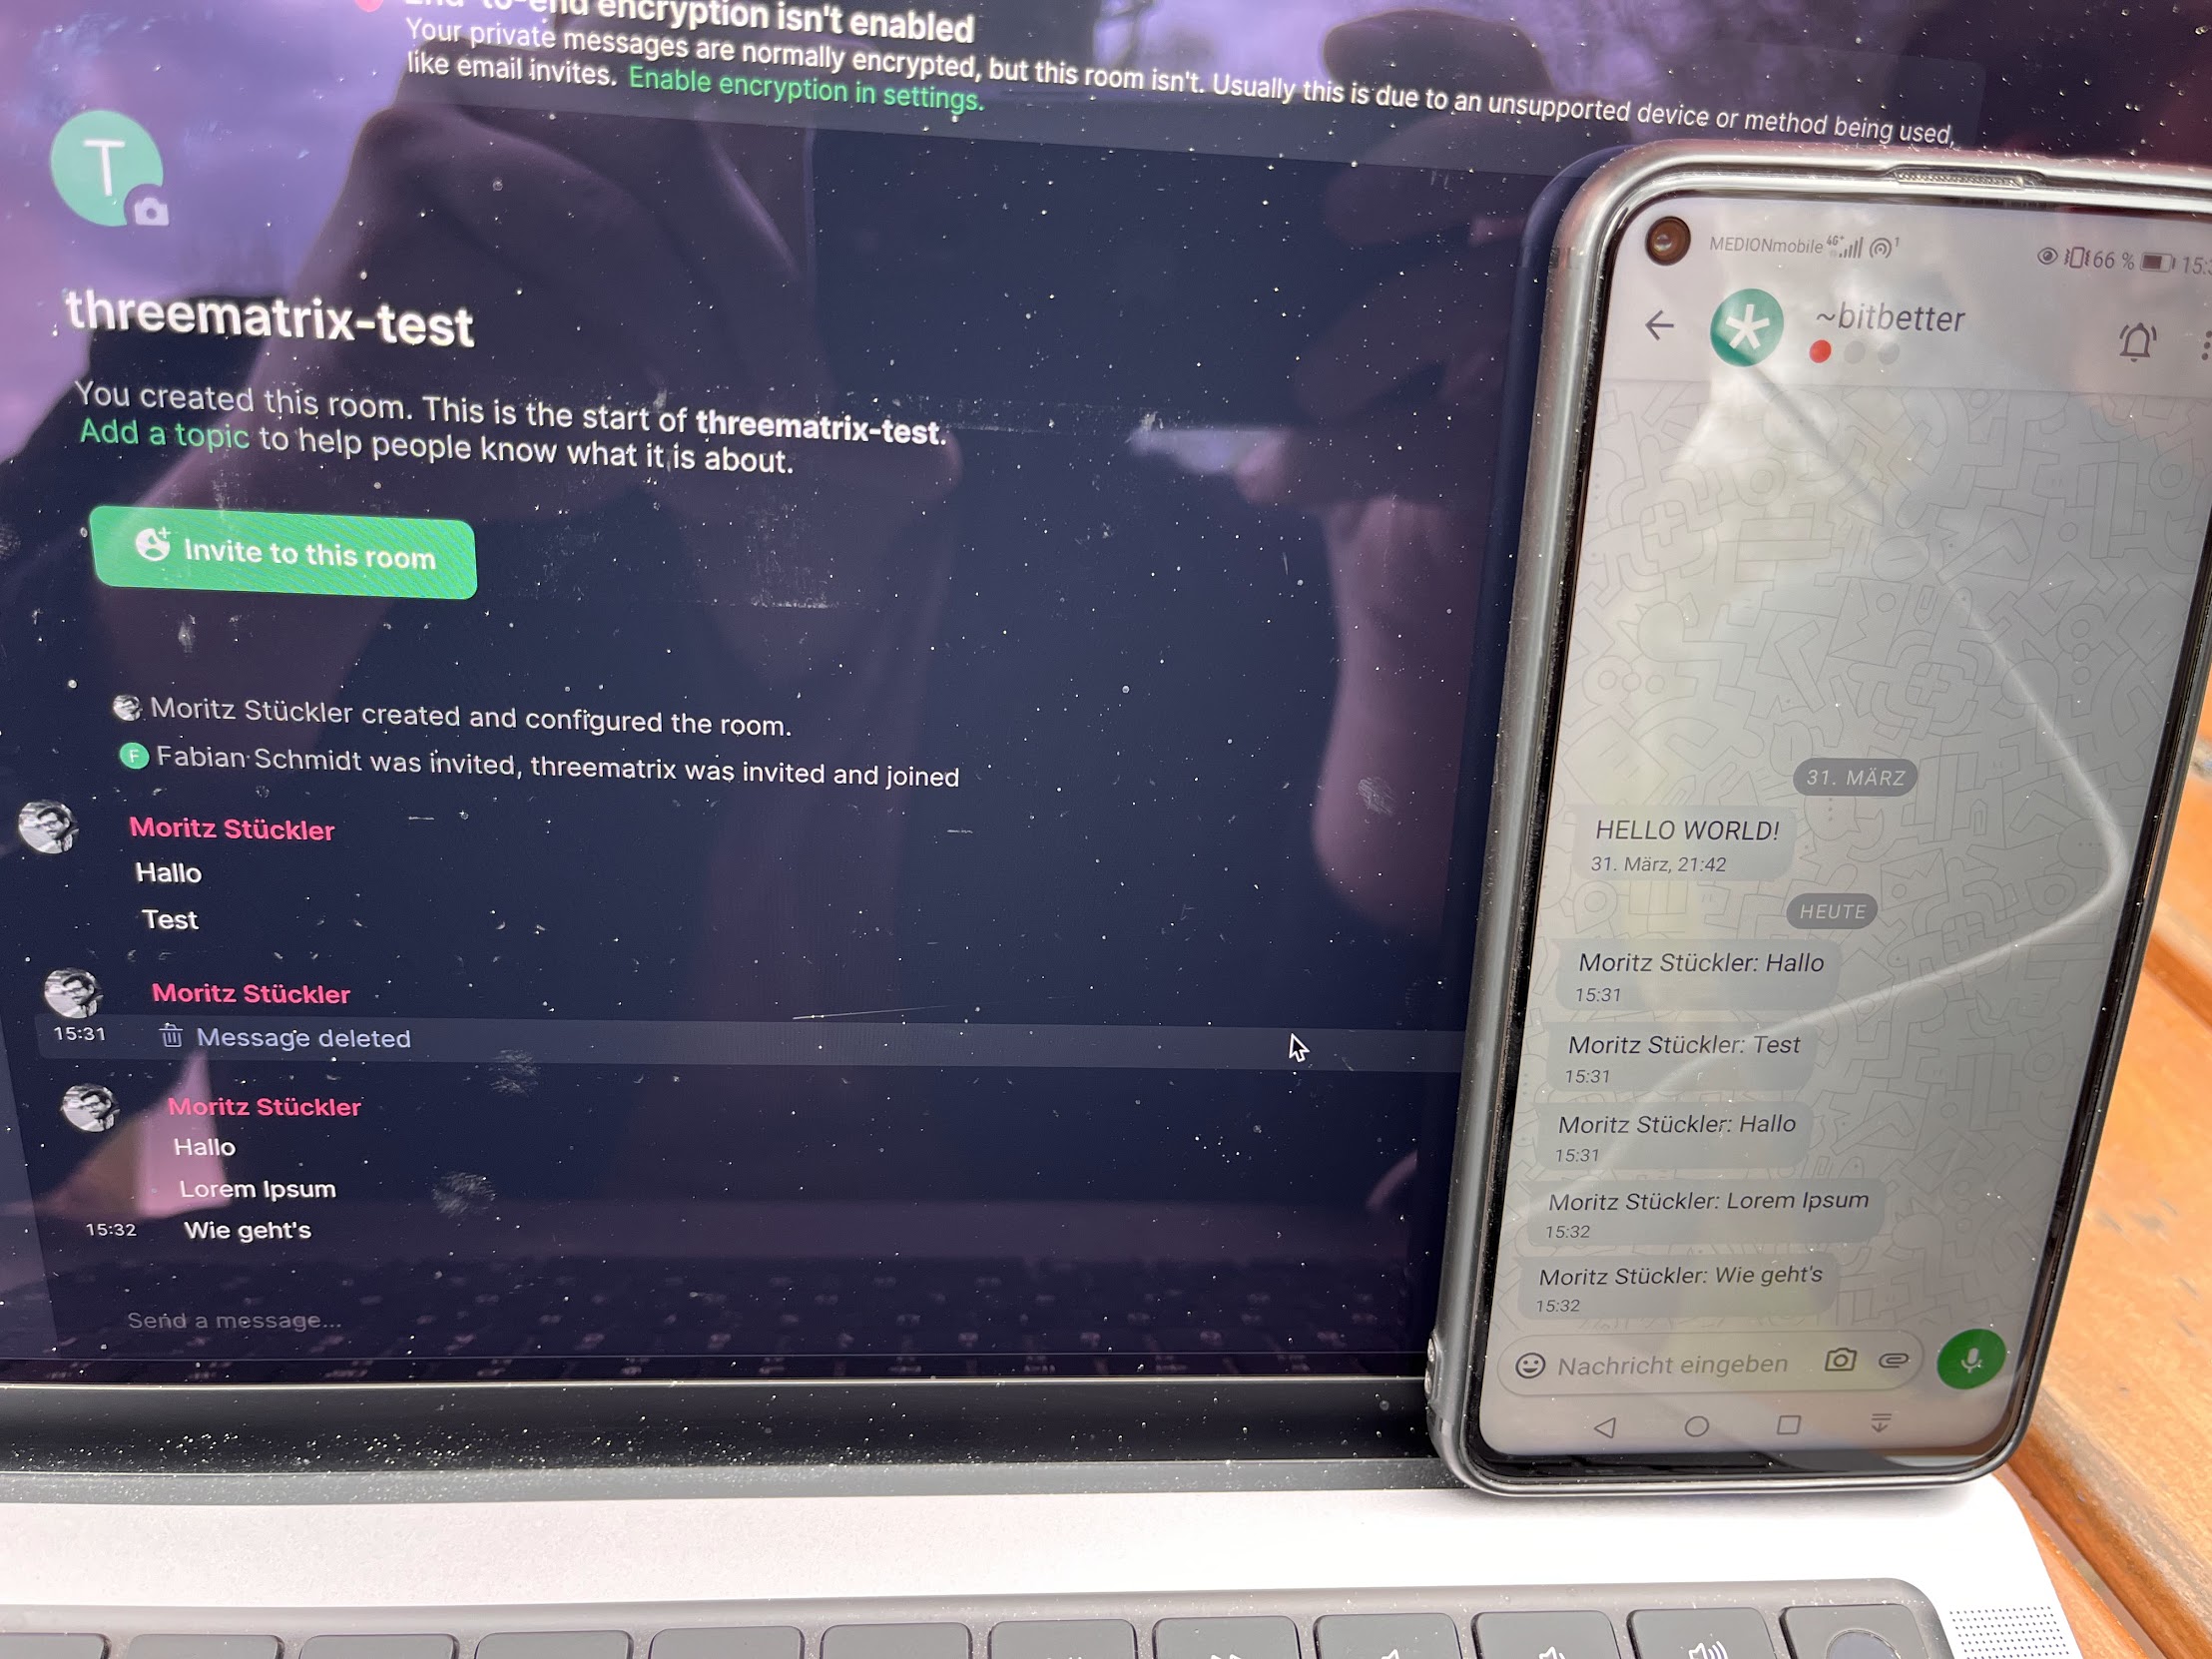 End-to-end encryption isn't enabled
Your private messages are normally encrypted, but this room isn't. Usually this is due to an unsupported device or method being used,
like email invites. Enable encryption in settings.
T
threematrix-test
You created this room. This is the start of threematrix-test.
Add a topic to help people know what it is about.
Invite to this room
Moritz Stückler created and configured the room.
F Fabian Schmidt was invited, threematrix was invited and joined
Moritz Stückler
Hallo
Test
Moritz Stückler
15:31 Message deleted
Moritz Stückler
Hallo
Lorem Ipsum
15:32 Wie geht's
Send a message...
MEDIONmobile 4G+ 66 % 15:
~bitbetter
31. MÄRZ
HELLO WORLD!
31. März, 21:42
HEUTE
Moritz Stückler: Hallo
15:31
Moritz Stückler: Test
15:31
Moritz Stückler: Hallo
15:31
Moritz Stückler: Lorem Ipsum
15:32
Moritz Stückler: Wie geht's
15:32
Nachricht eingeben